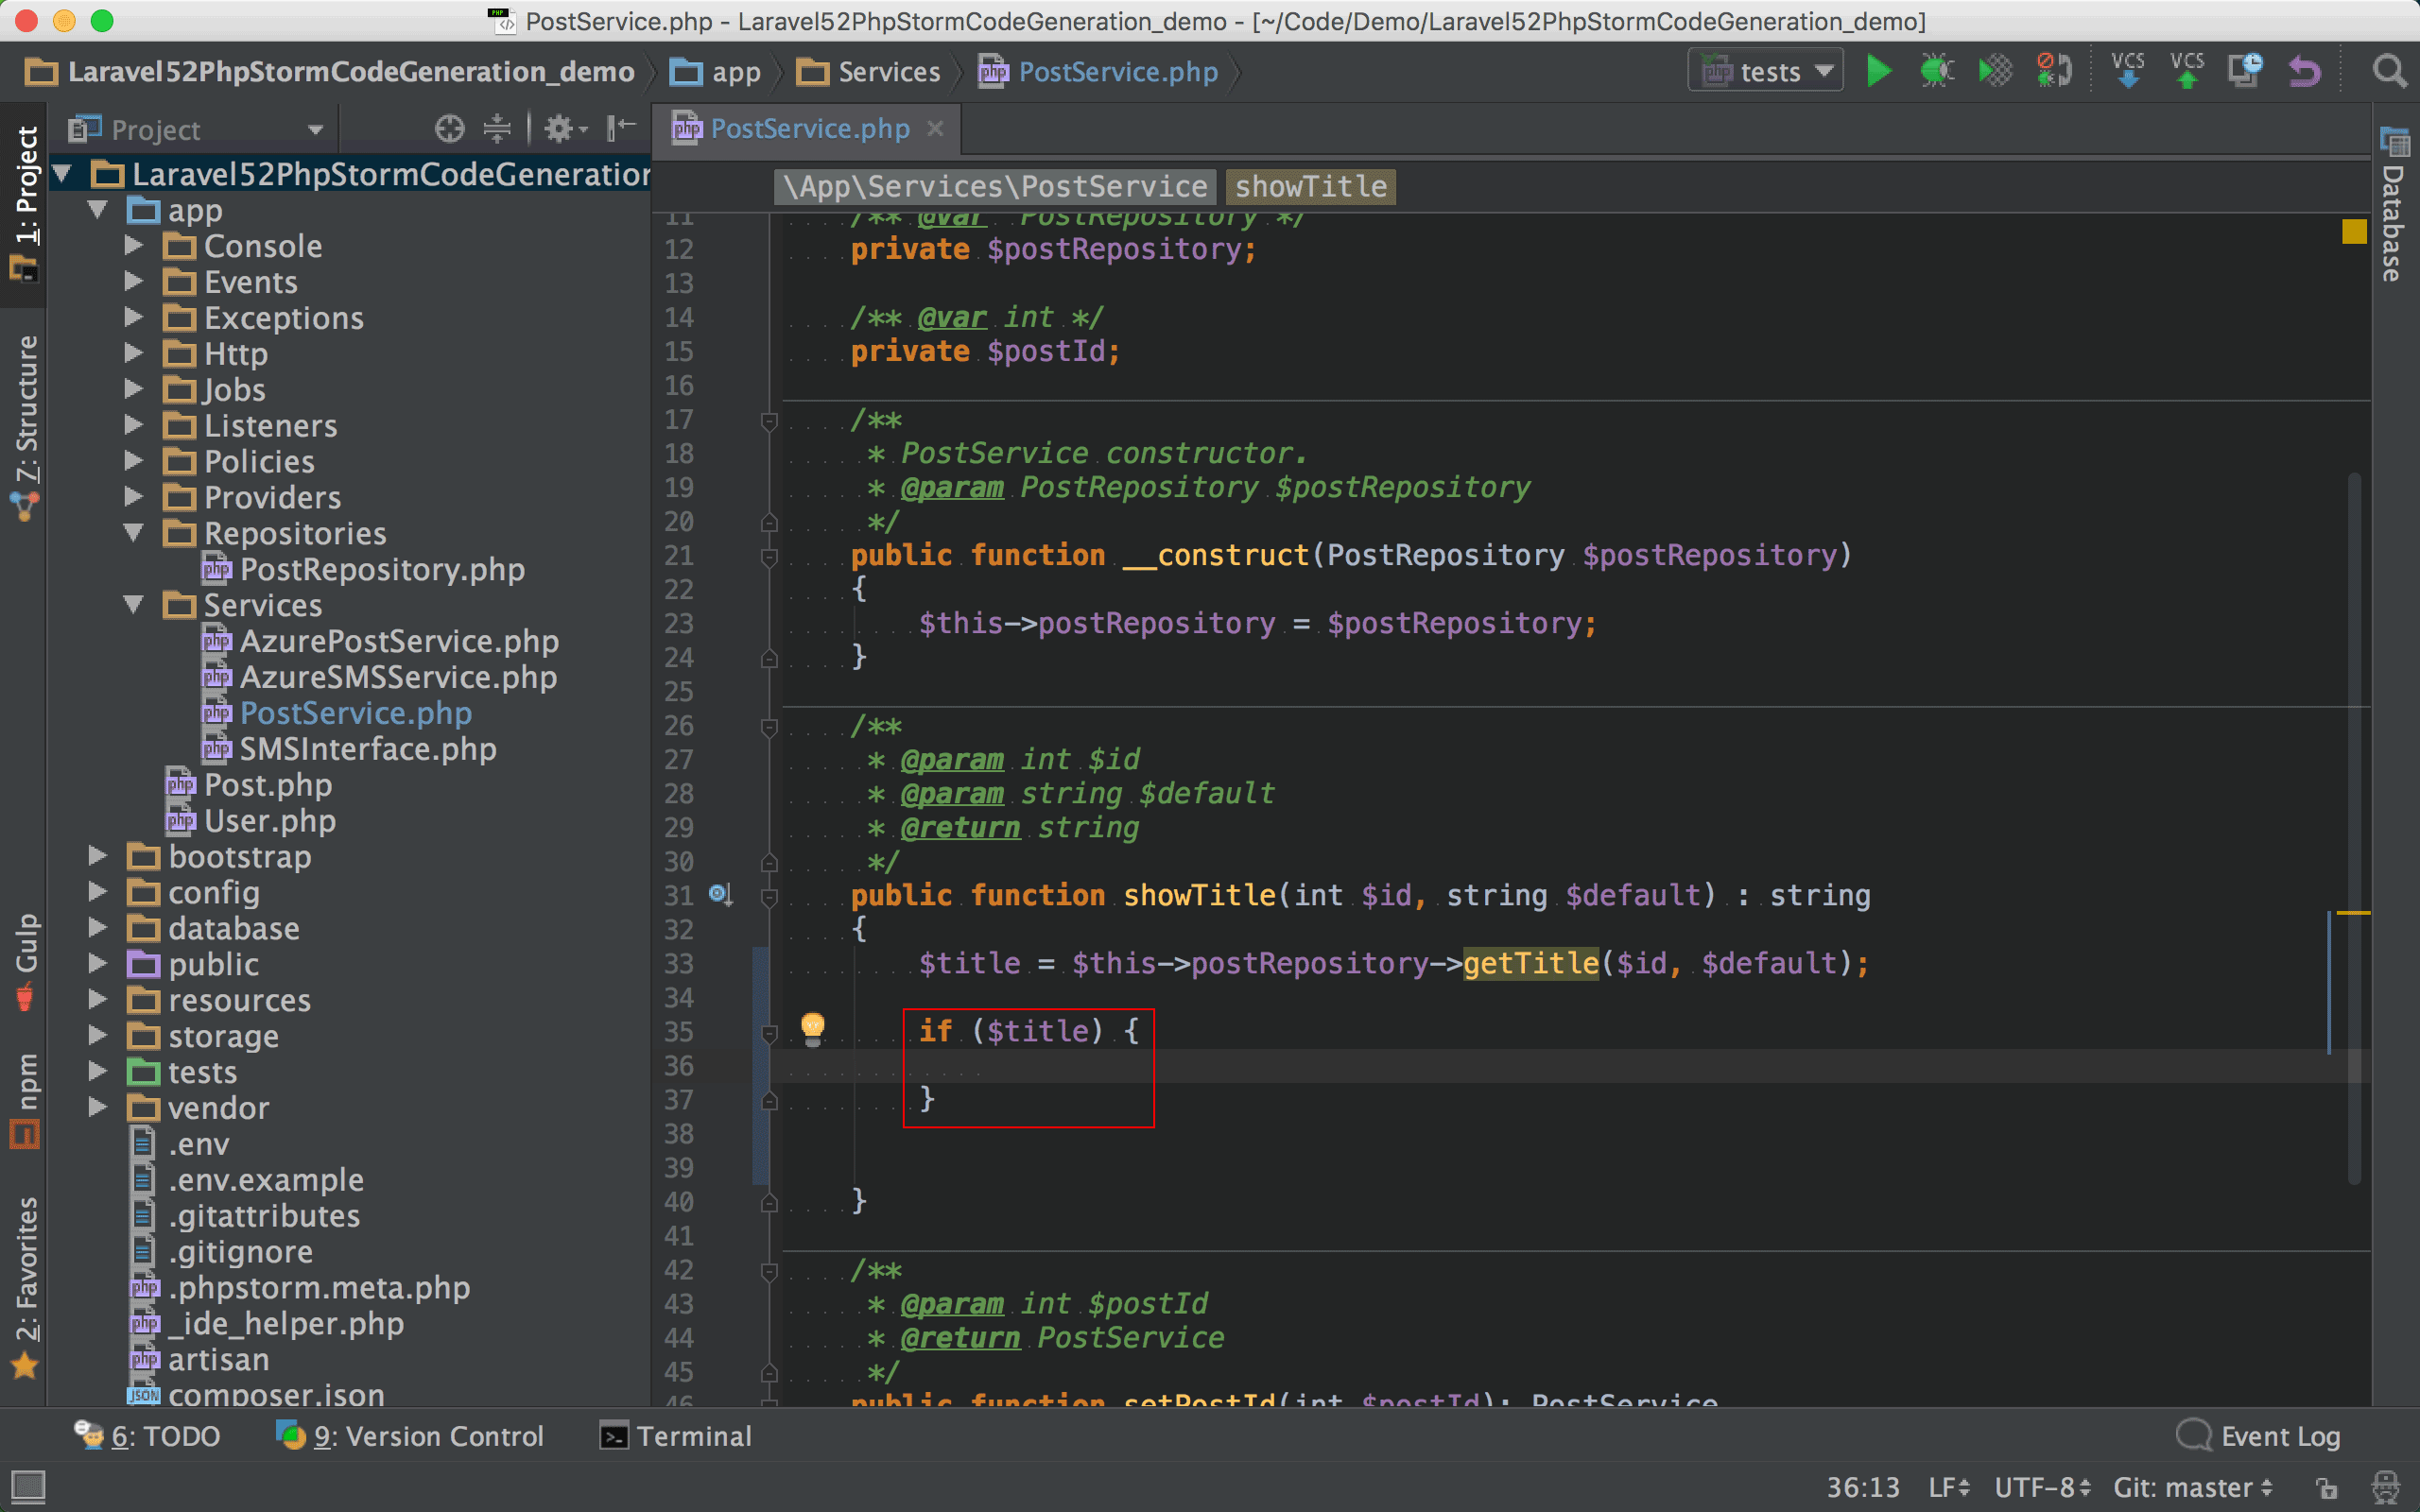 PostService.php - Laravel52PhpStormCodeGeneration_demo - [~/Code/Demo/Laravel52PhpStormCodeGeneration_demo]
Laravel52PhpStormCodeGeneration_demo app Services PostService.php tests VCS VCS
Project
PostService.php
1: Project
7: Structure
Gulp
npm
2: Favorites
Laravel52PhpStormCodeGeneration
app
Console
Events
Exceptions
Http
Jobs
Listeners
Policies
Providers
Repositories
PostRepository.php
Services
AzurePostService.php
AzureSMSService.php
PostService.php
SMSInterface.php
Post.php
User.php
bootstrap
config
database
public
resources
storage
tests
vendor
.env
.env.example
.gitattributes
.gitignore
.phpstorm.meta.php
_ide_helper.php
artisan
composer.json
\App\Services\PostService showTitle
11 /** @var PostRepository */
12 private $postRepository;
13
14 /** @var int */
15 private $postId;
16
17 /**
18 * PostService constructor.
19 * @param PostRepository $postRepository
20 */
21 public function __construct(PostRepository $postRepository)
22 {
23 $this->postRepository = $postRepository;
24 }
25
26 /**
27 * @param int $id
28 * @param string $default
29 * @return string
30 */
31 public function showTitle(int $id, string $default) : string
32 {
33 $title = $this->postRepository->getTitle($id, $default);
34
35 if ($title) {
36
37 }
38
39
40 }
41
42 /**
43 * @param int $postId
44 * @return PostService
45 */
46 public function setPostId(int $postId): PostService
Database
6: TODO 9: Version Control Terminal Event Log
36:13 LF UTF-8 Git: master